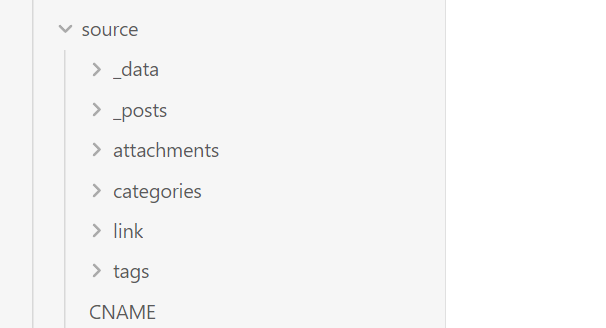 source
_data
_posts
attachments
categories
link
tags
CNAME